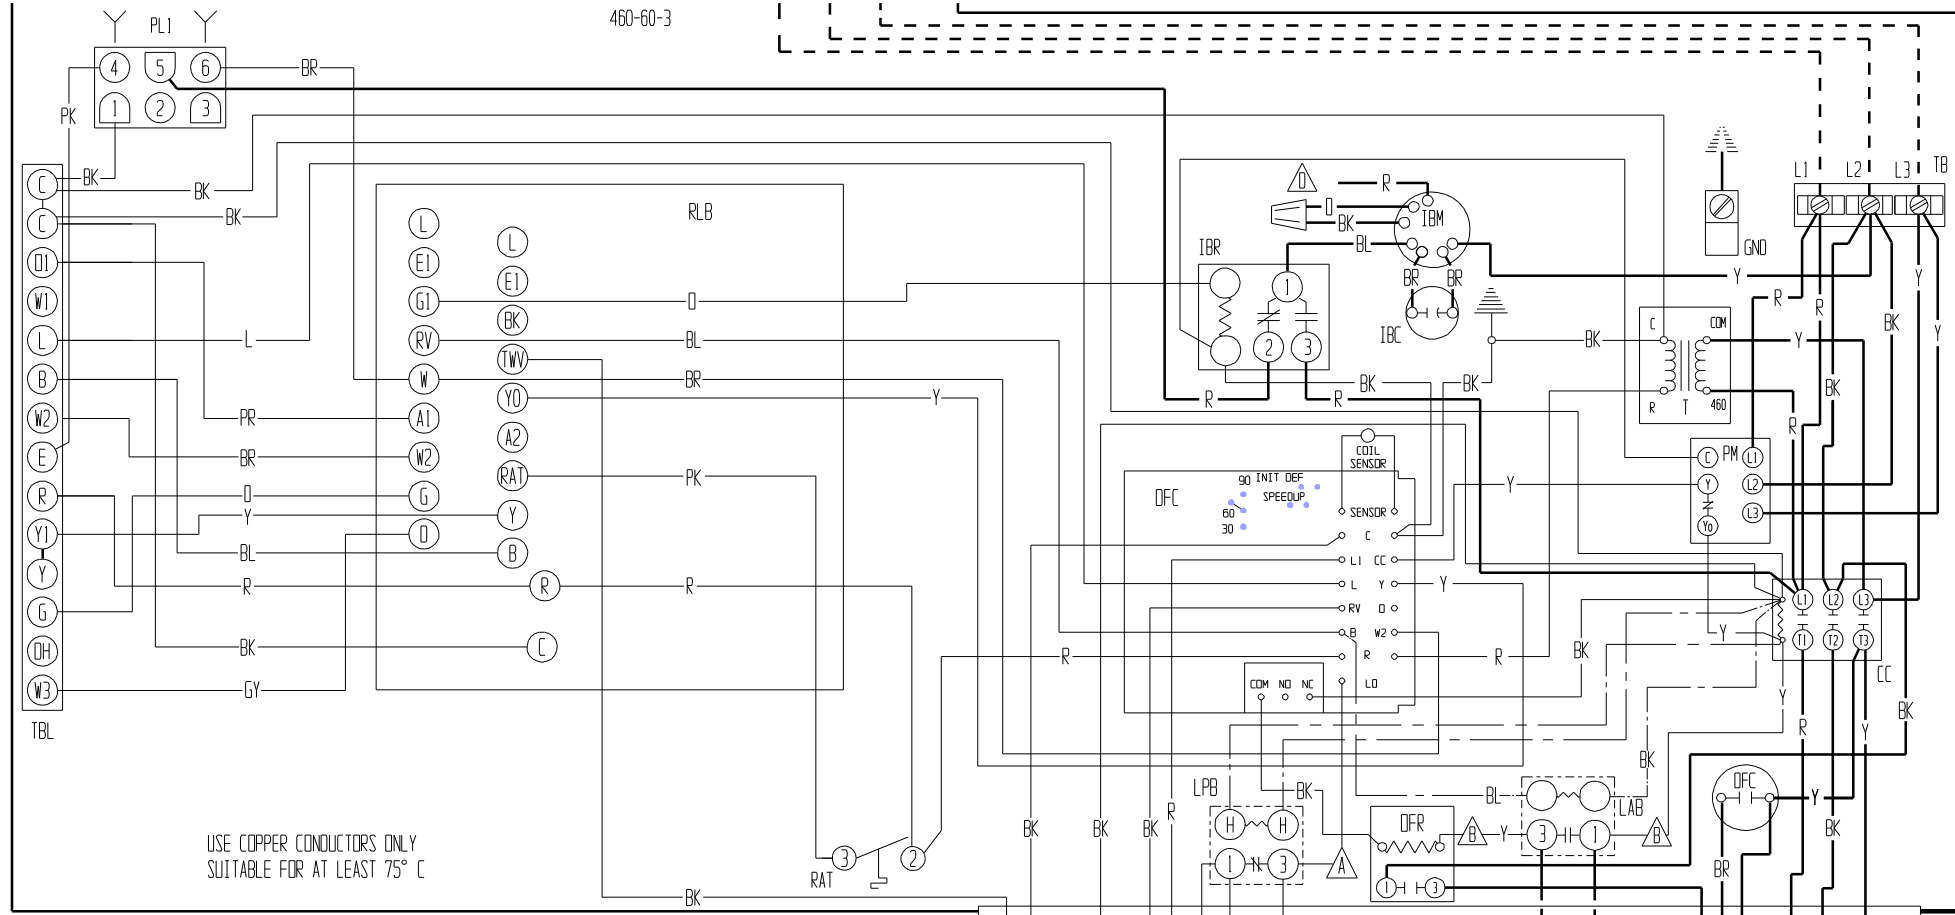 460-60-3
PL1
4 5 6 BR
1 2 3
PK
BK
BK
BK
C
C
O1
W1
L
B
W2
E
R
Y1
Y
G
OH
W3
TBL
L
PR
BR
O
Y
BL
R
BK
GY
RLB
L
E1
G1
RV
W
A1
W2
G
O
L
E1
BK
TWV
YO
A2
RAT
Y
B
R
C
O
BL
BR
Y
PK
R
BK
RAT 3 2
USE COPPER CONDUCTORS ONLY
SUITABLE FOR AT LEAST 75° C
D R
O
BK
BL
IBM
BR BR
IBC
IBR
1
2 3
R BK R BK
BK
GND
L1 L2 L3 TB
Y
R R BK BK Y Y
C COM
R T 460
Y
R
PM
C L1
Y L2
Yo L3
Y
COIL
SENSOR
DFC
90 INIT DEF
SPEEDUP
60
30
SENSOR
C
L1 CC
L Y
RV O
B W2
R
LO
COM NO NC
Y
Y
R
R
BK
Y
L1 L2 L3
T1 T2 T3
CC
Y
R
Y
BK
BK
LPB
H H
1 3
BK
A
BK BK BK R
BL
OFR
1 3
B Y
3 1
LAB
B
OFC
Y
BR
BK